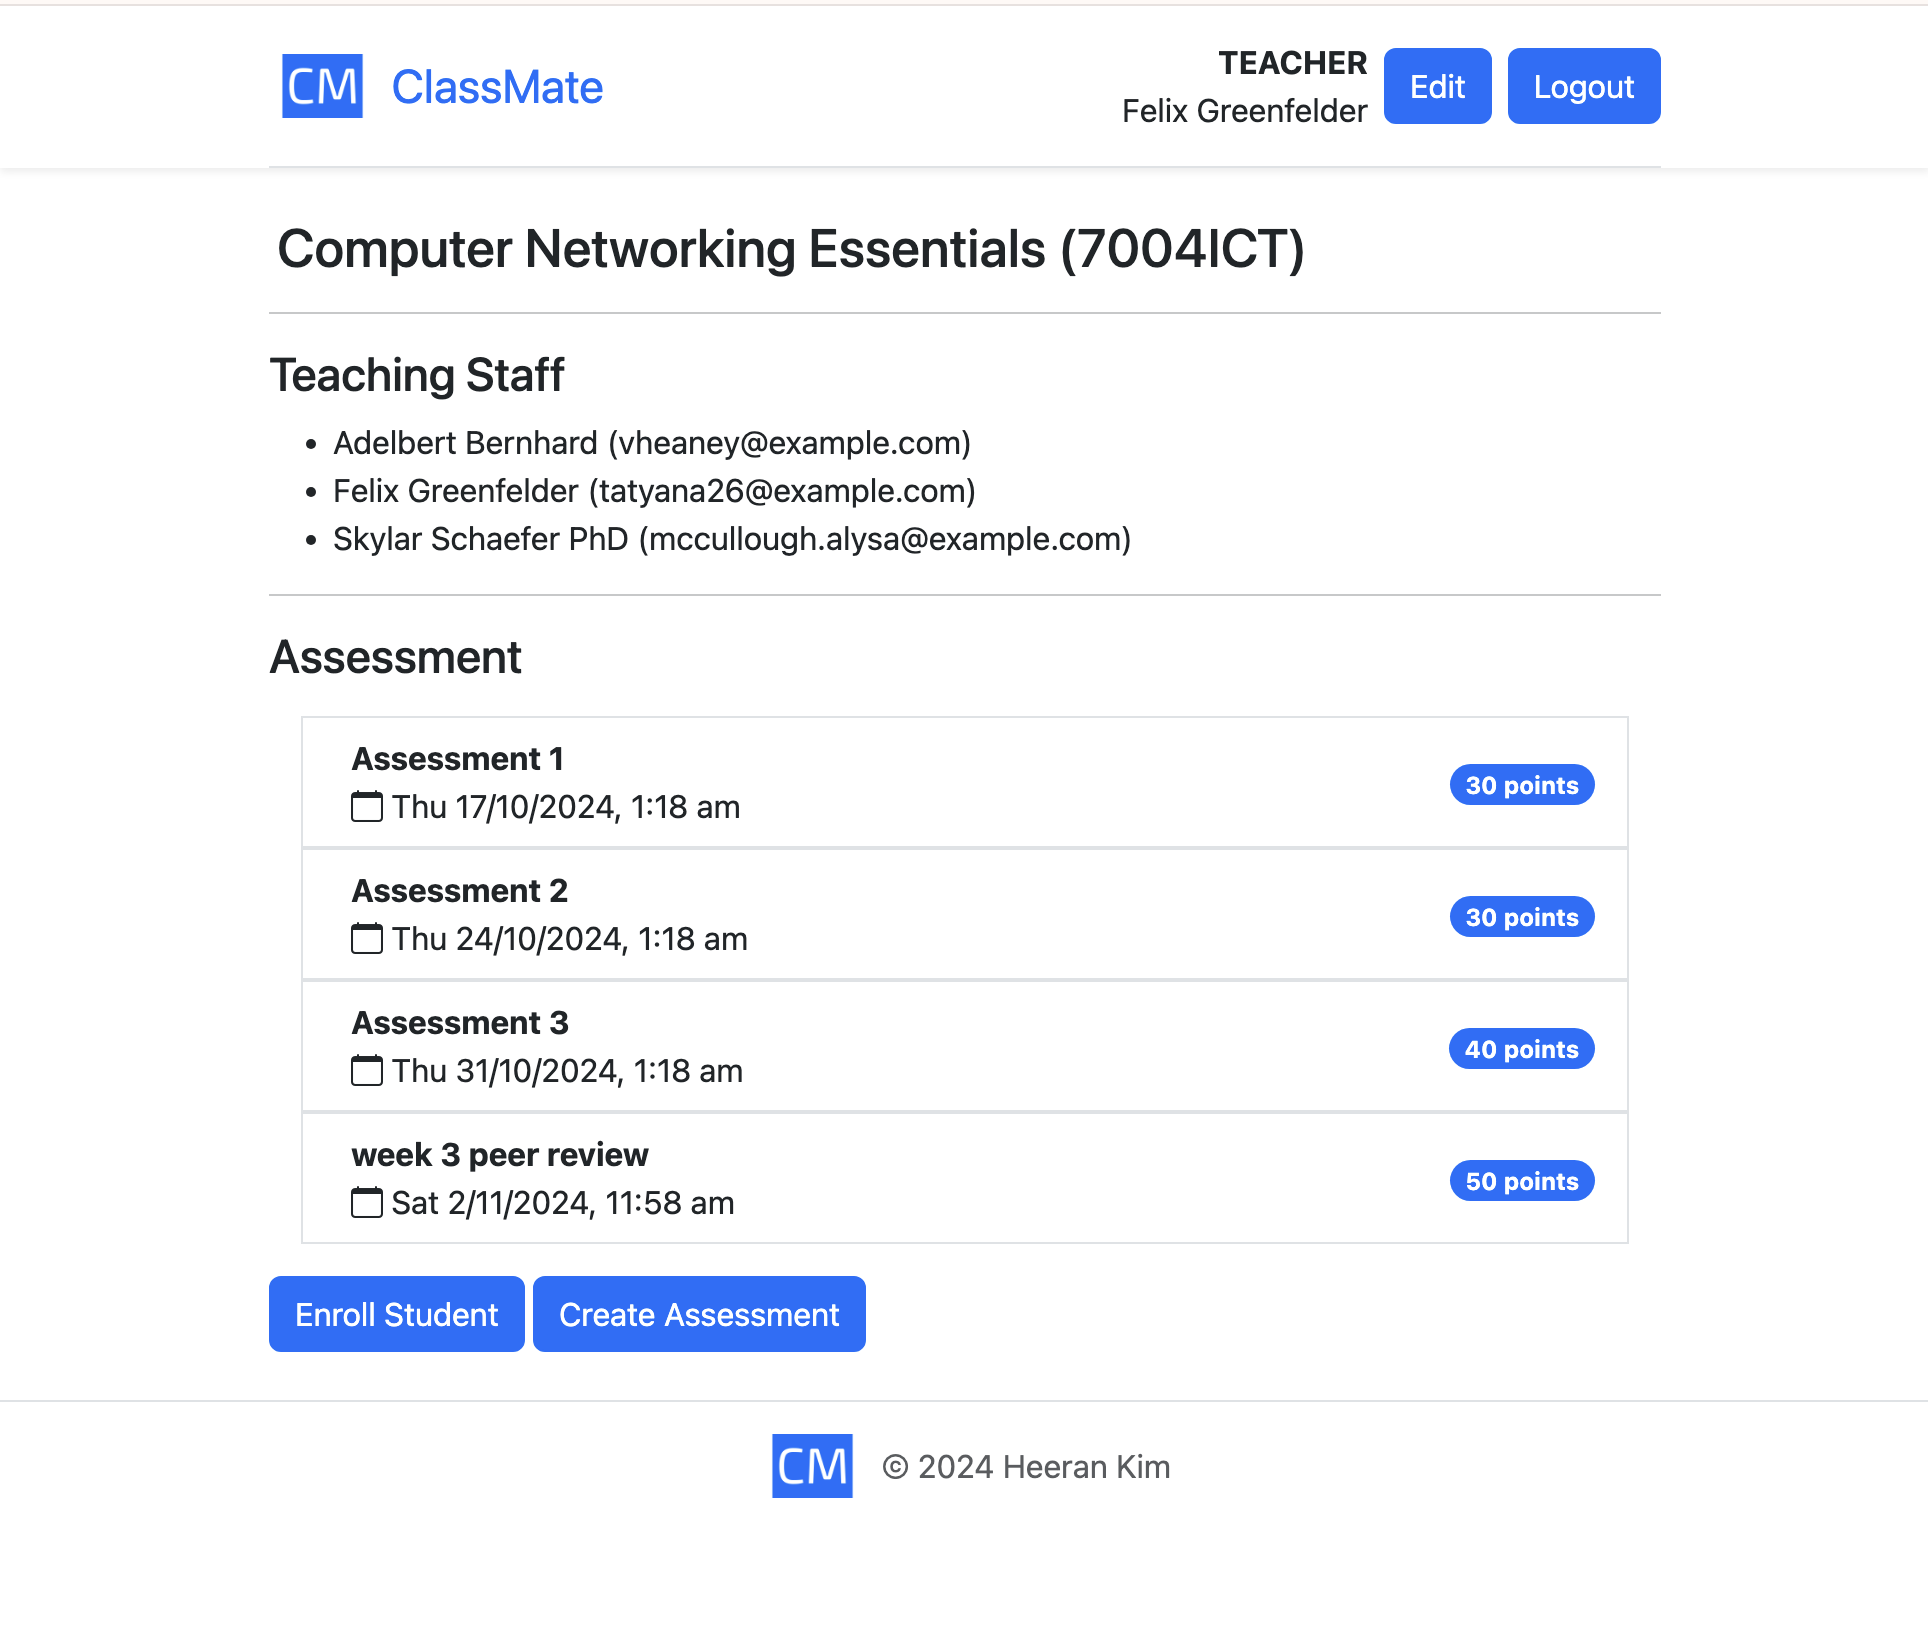 CM ClassMate
TEACHER
Felix Greenfelder
Edit
Logout
Computer Networking Essentials (7004ICT)
Teaching Staff
• Adelbert Bernhard (vheaney@example.com)
• Felix Greenfelder (tatyana26@example.com)
• Skylar Schaefer PhD (mccullough.alysa@example.com)
Assessment
Assessment 1
Thu 17/10/2024, 1:18 am
30 points
Assessment 2
Thu 24/10/2024, 1:18 am
30 points
Assessment 3
Thu 31/10/2024, 1:18 am
40 points
week 3 peer review
Sat 2/11/2024, 11:58 am
50 points
Enroll Student
Create Assessment
CM © 2024 Heeran Kim